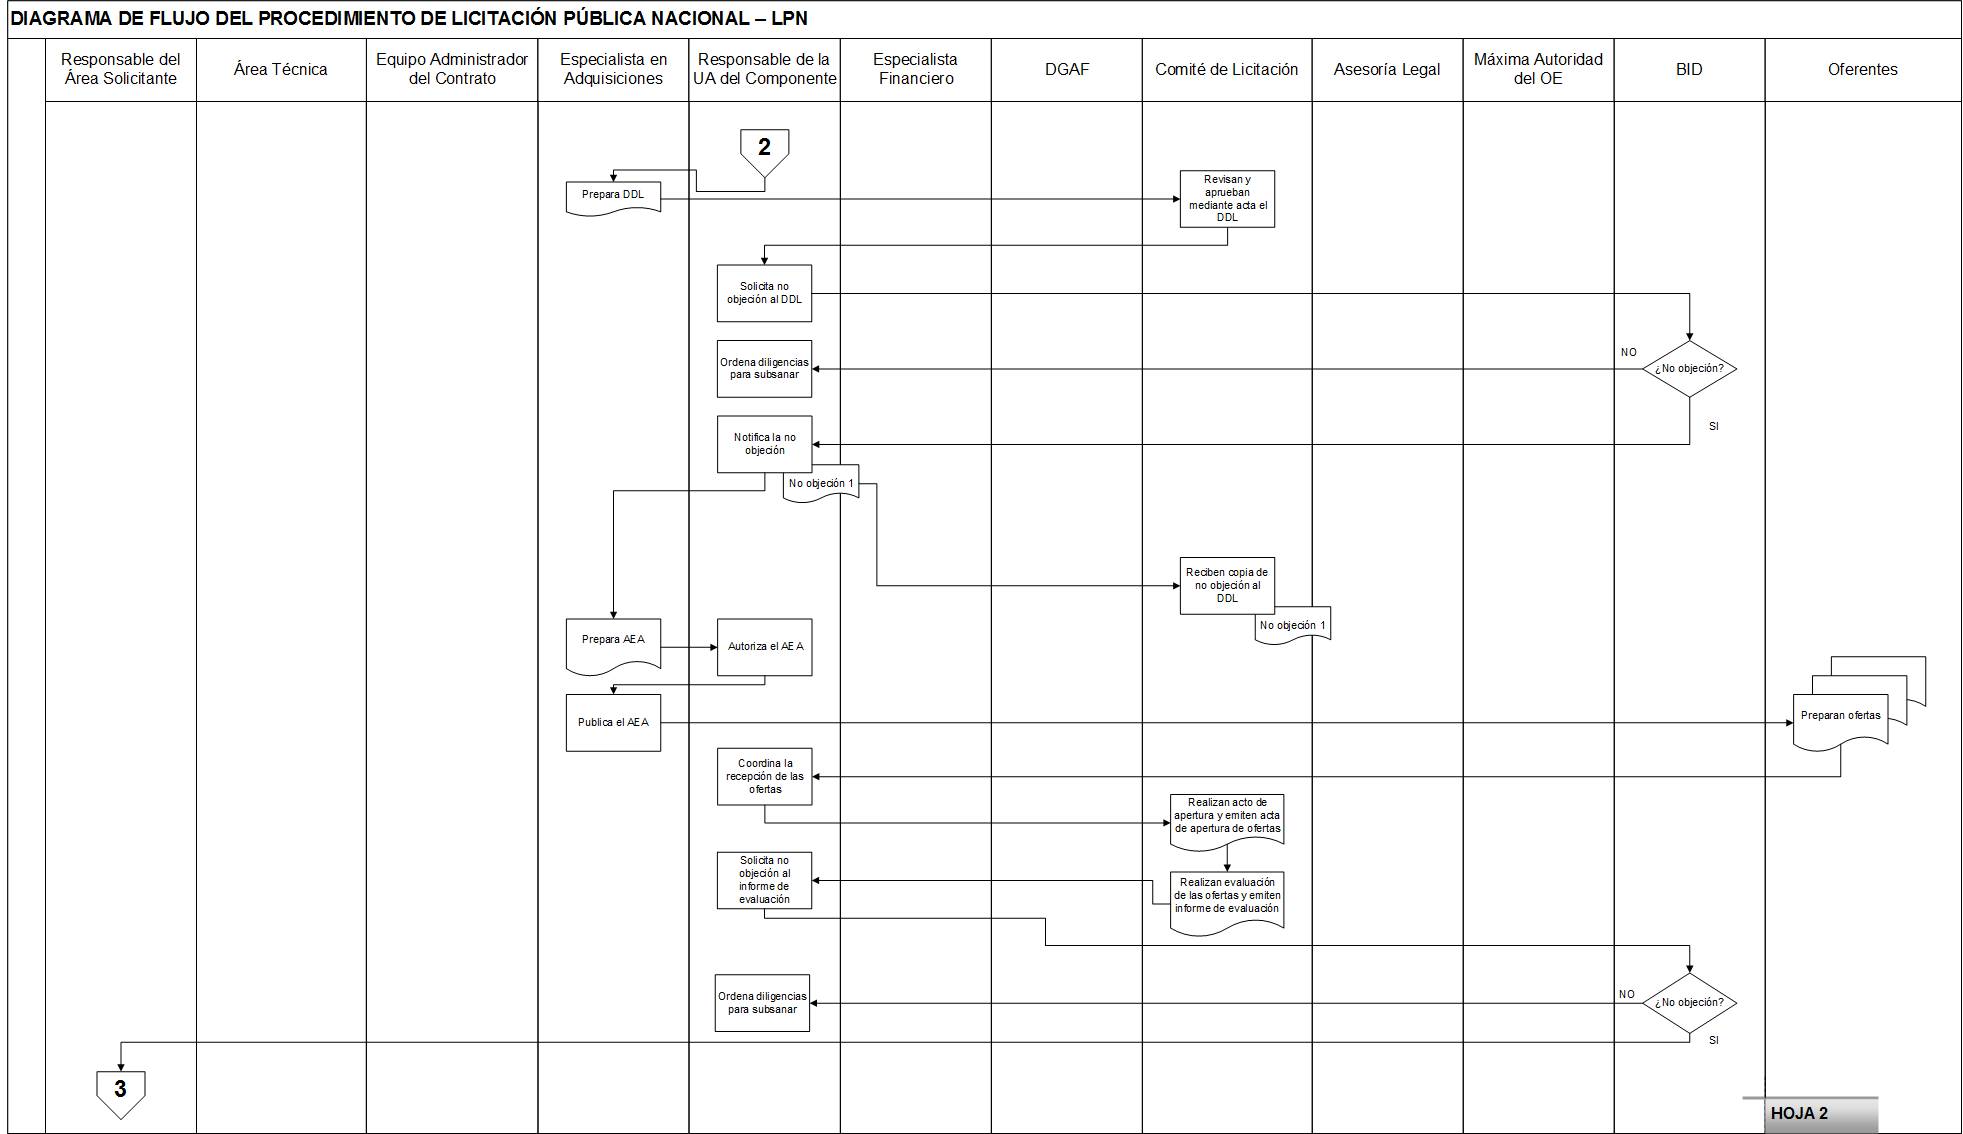 DIAGRAMA DE FLUJO DEL PROCEDIMIENTO DE LICITACIÓN PÚBLICA NACIONAL – LPN
Responsable del
Área Solicitante
Área Técnica
Equipo Administrador
del Contrato
Especialista en
Adquisiciones
Responsable de la
UA del Componente
Especialista
Financiero
DGAF
Comité de Licitación
Asesoría Legal
Máxima Autoridad
del OE
BID
Oferentes
2
Prepara DDL
Revisan y
aprueban
mediante acta el
DDL
Solicita no
objeción al DDL
Ordena diligencias
para subsanar
NO
¿No objeción?
SI
Notifica la no
objeción
No objeción 1
Reciben copia de
no objeción al
DDL
No objeción 1
Prepara AEA
Autoriza el AEA
Publica el AEA
Preparan ofertas
Coordina la
recepción de las
ofertas
Realizan acto de
apertura y emiten acta
de apertura de ofertas
Solicita no
objeción al
informe de
evaluación
Realizan evaluación
de las ofertas y emiten
informe de evaluación
Ordena diligencias
para subsanar
NO
¿No objeción?
SI
3
HOJA 2